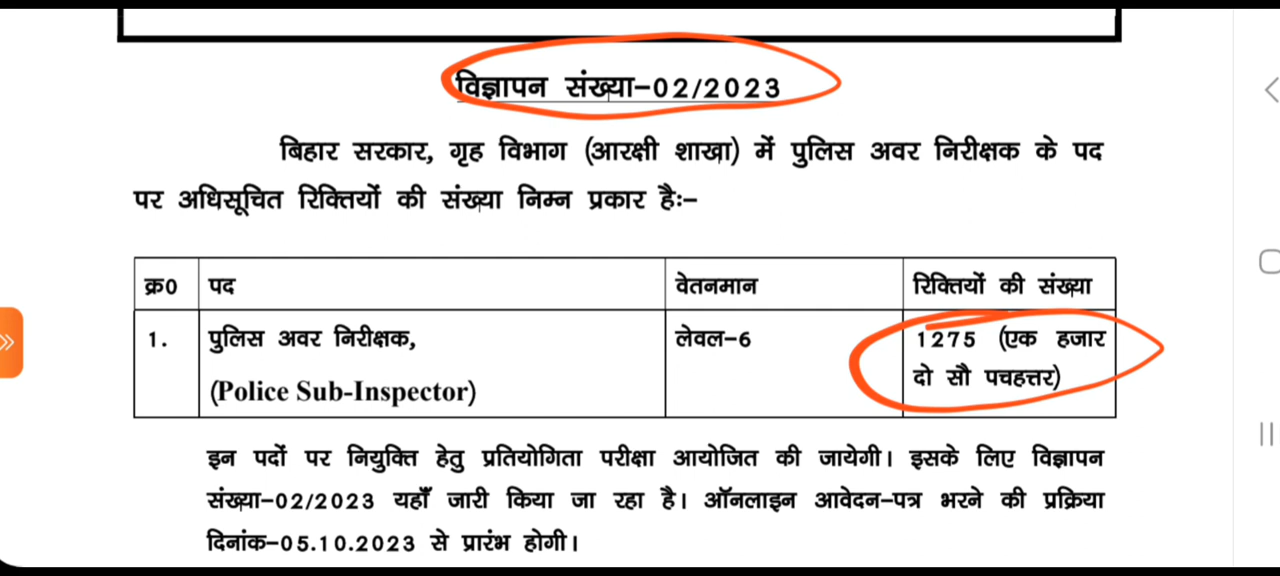 विज्ञापन संख्या-02/2023
बिहार सरकार, गृह विभाग (आरक्षी शाखा) में पुलिस अवर निरीक्षक के पद
पर अधिसूचित रिक्तियों की संख्या निम्न प्रकार है:-
क्र0 पद वेतनमान रिक्तियों की संख्या
1. पुलिस अवर निरीक्षक, लेवल-6 1275 (एक हजार
(Police Sub-Inspector) दो सौ पचहत्तर)
इन पदों पर नियुक्ति हेतु प्रतियोगिता परीक्षा आयोजित की जायेगी। इसके लिए विज्ञापन
संख्या-02/2023 यहाँ जारी किया जा रहा है। ऑनलाइन आवेदन-पत्र भरने की प्रक्रिया
दिनांक-05.10.2023 से प्रारंभ होगी।